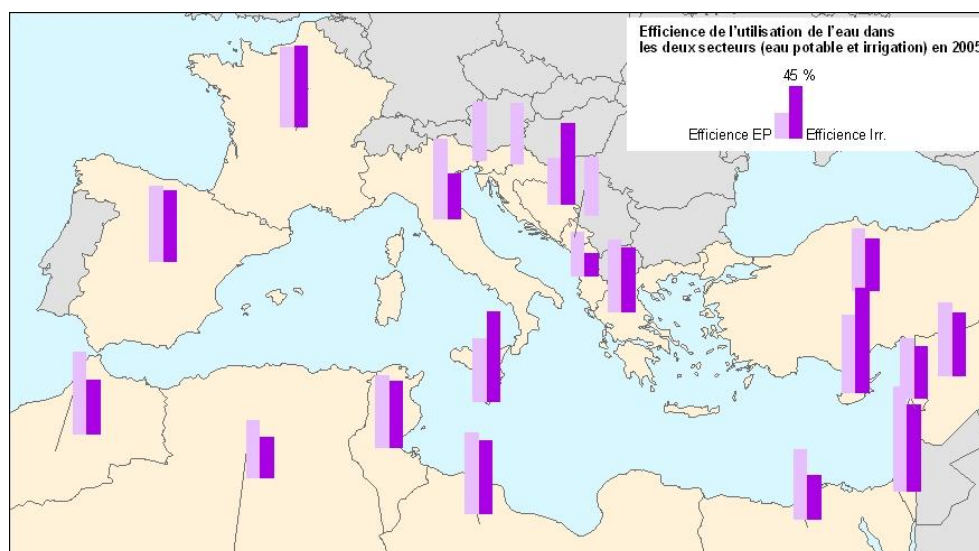 Efficience de l'utilisation de l'eau dans
les deux secteurs (eau potable et irrigation) en 2005
45 %
Efficience EP Efficience Irr.